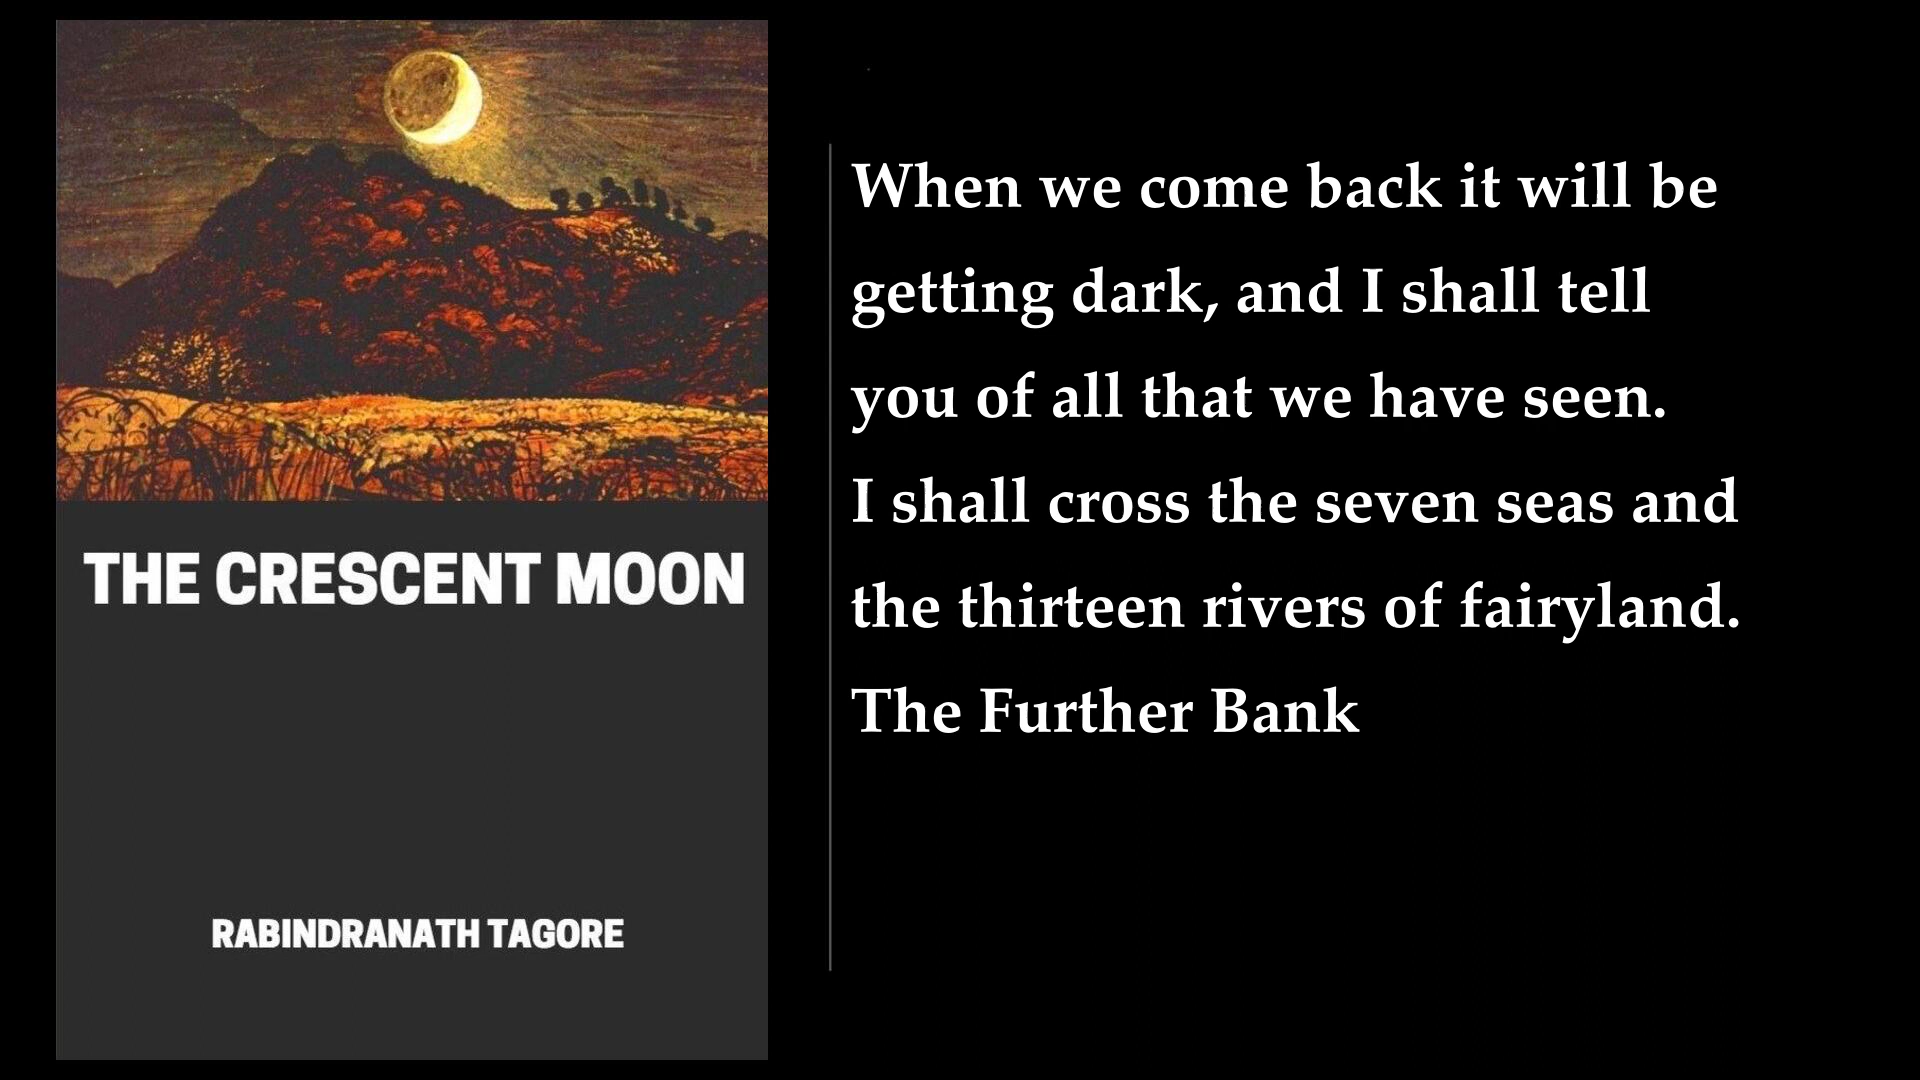 THE CRESCENT MOON
RABINDRANATH TAGORE
When we come back it will be
getting dark, and I shall tell
you of all that we have seen.
I shall cross the seven seas and
the thirteen rivers of fairyland.
The Further Bank